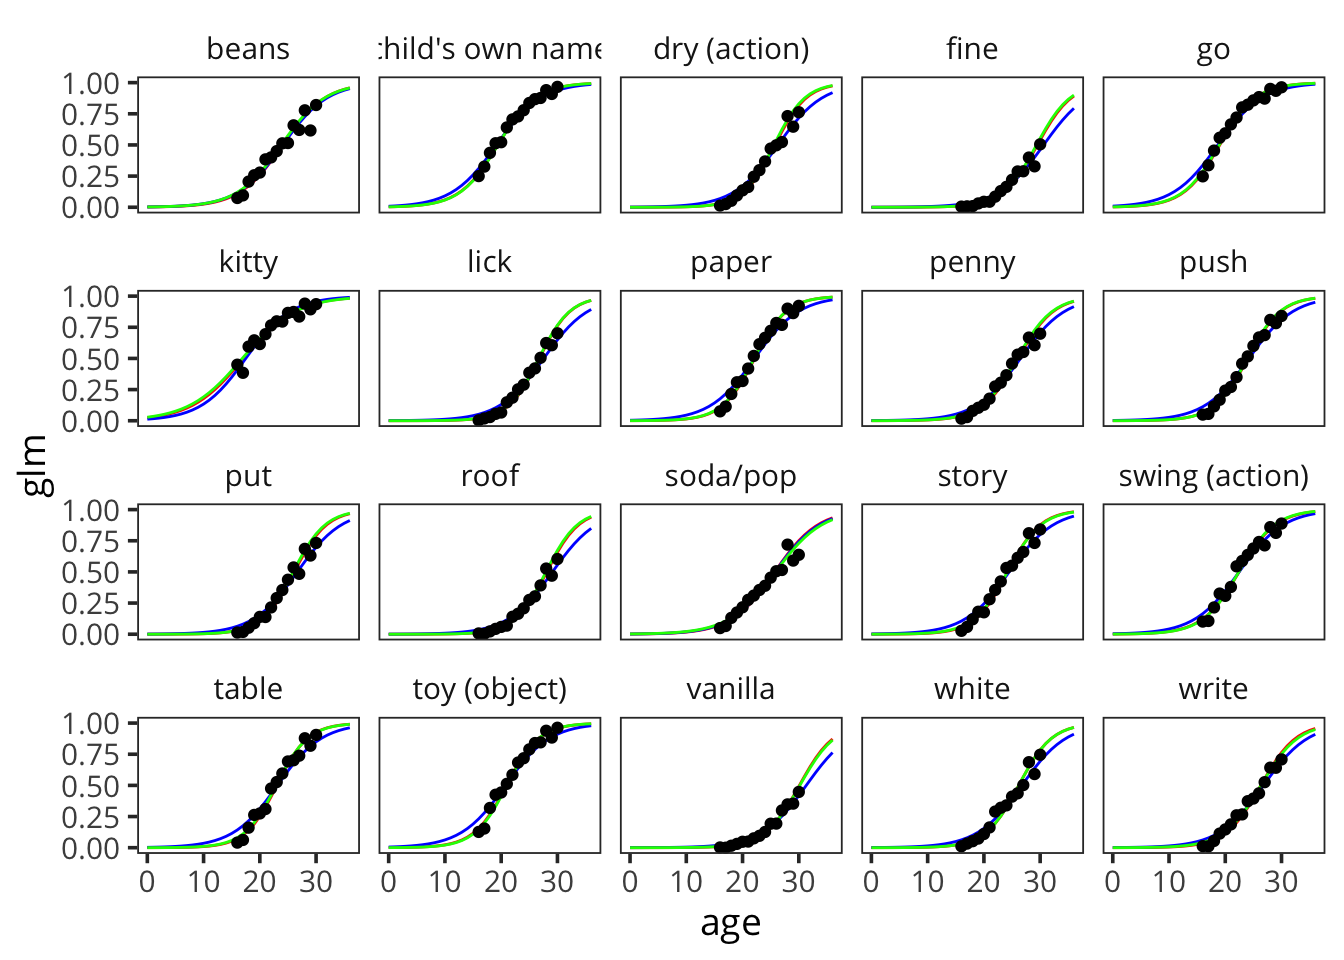 beans child's own name dry (action) fine go
1.00
0.75
0.50
0.25
0.00
kitty lick paper penny push
1.00
0.75
0.50
0.25
0.00
glm
put roof soda/pop story swing (action)
1.00
0.75
0.50
0.25
0.00
table toy (object) vanilla white write
1.00
0.75
0.50
0.25
0.00
0 10 20 30 0 10 20 30 0 10 20 30 0 10 20 30 0 10 20 30
age